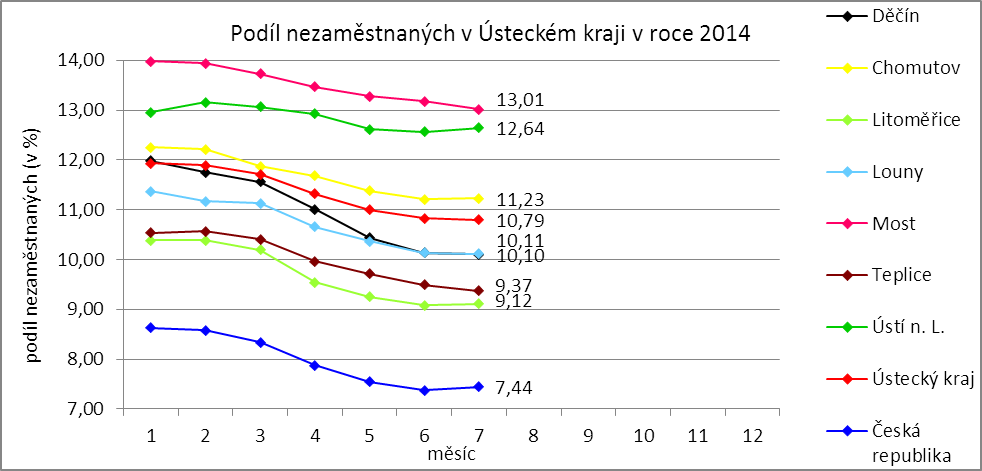 Podíl nezaměstnaných v Ústeckém kraji v roce 2014
podíl nezaměstnaných (v %)
14,00
13,00
12,00
11,00
10,00
9,00
8,00
7,00
13,01
12,64
11,23
10,79
10,11
10,10
9,37
9,12
7,44
1 2 3 4 5 6 7 8 9 10 11 12
měsíc
Děčín
Chomutov
Litoměřice
Louny
Most
Teplice
Ústí n. L.
Ústecký kraj
Česká
republika